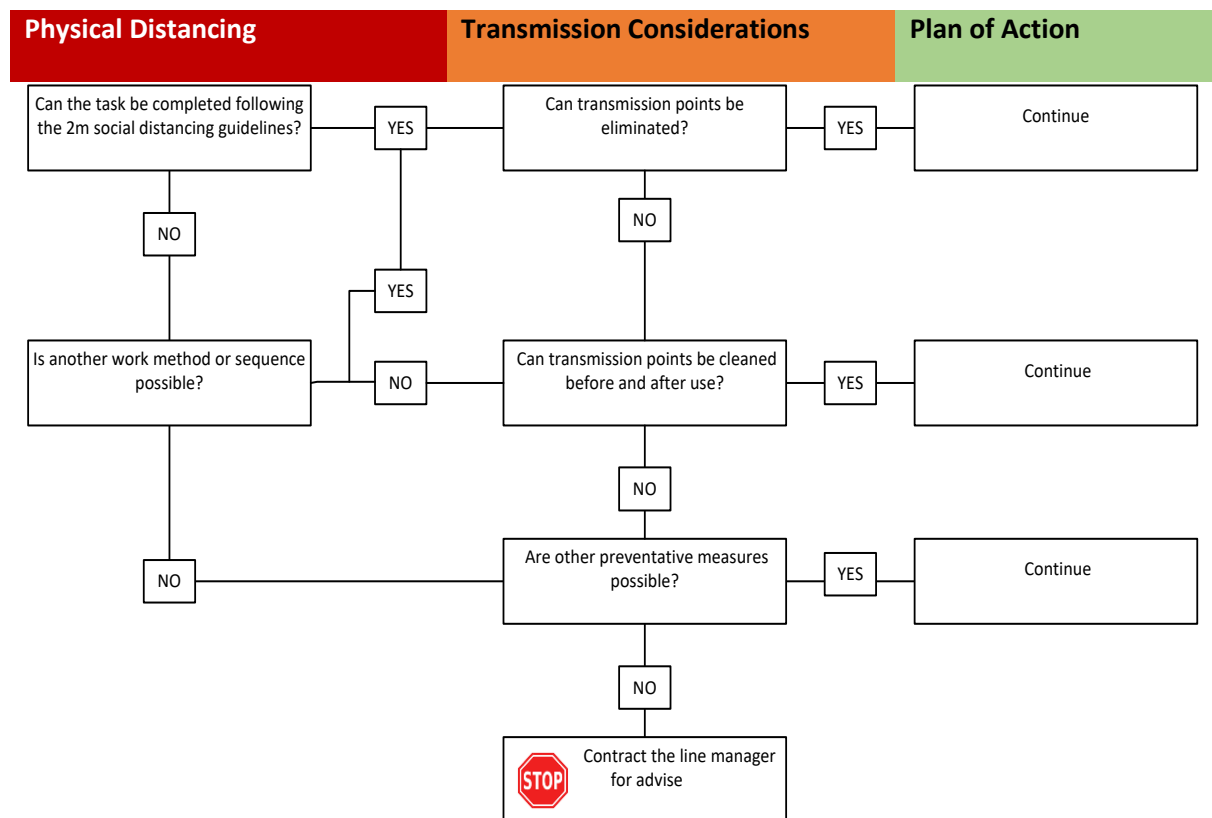 Physical Distancing
Transmission Considerations
Plan of Action
Can the task be completed following
the 2m social distancing guidelines?
YES
Can transmission points be
eliminated?
YES
Continue
NO
NO
YES
Is another work method or sequence
possible?
NO
Can transmission points be cleaned
before and after use?
YES
Continue
NO
NO
Are other preventative measures
possible?
YES
Continue
NO
STOP
Contract the line manager
for advise